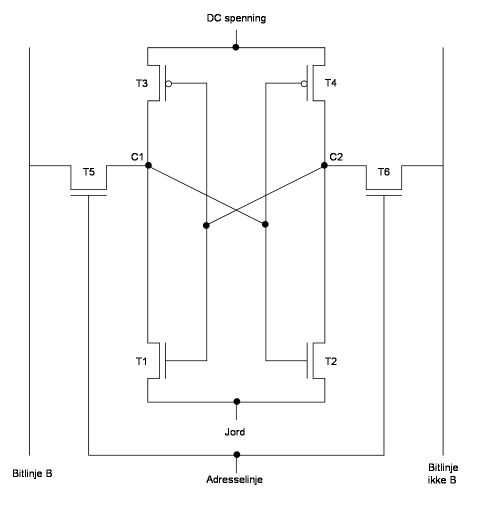 DC spenning
T3
T4
C1
C2
T5
T6
T1
T2
Jord
Bitlinje B
Adresselinje
Bitlinje
ikke B